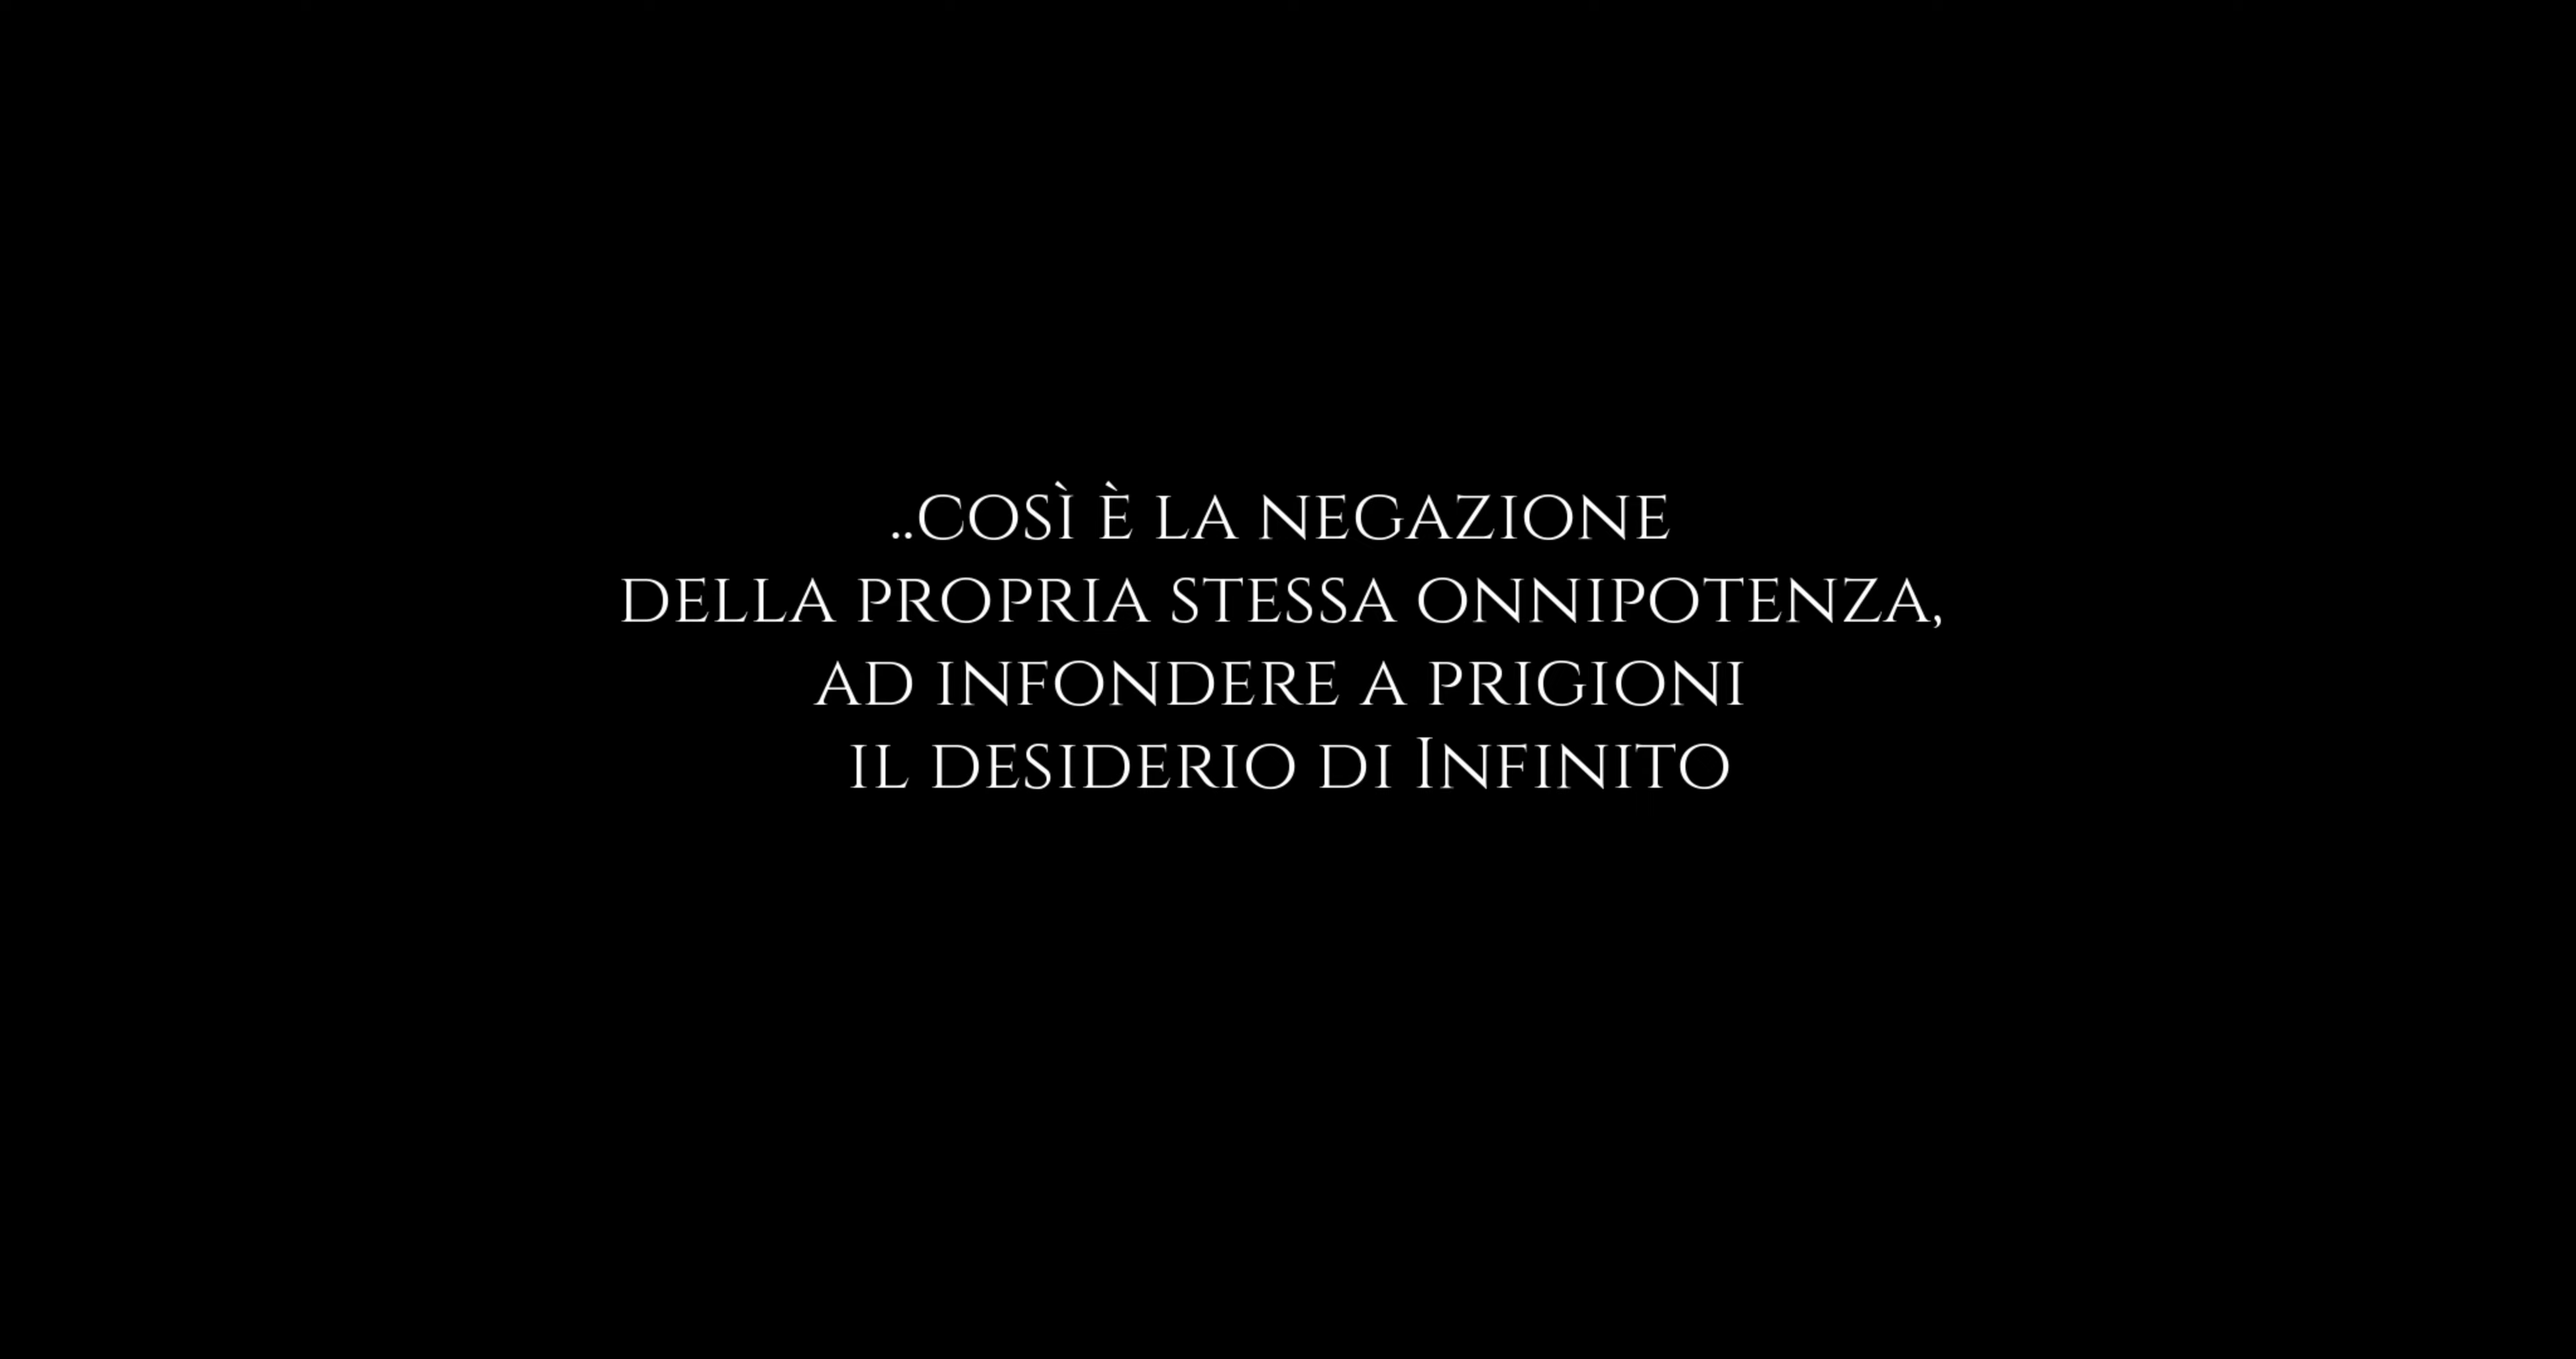 ..così è la negazione
della propria stessa onnipotenza,
ad infondere a prigioni
il desiderio di Infinito